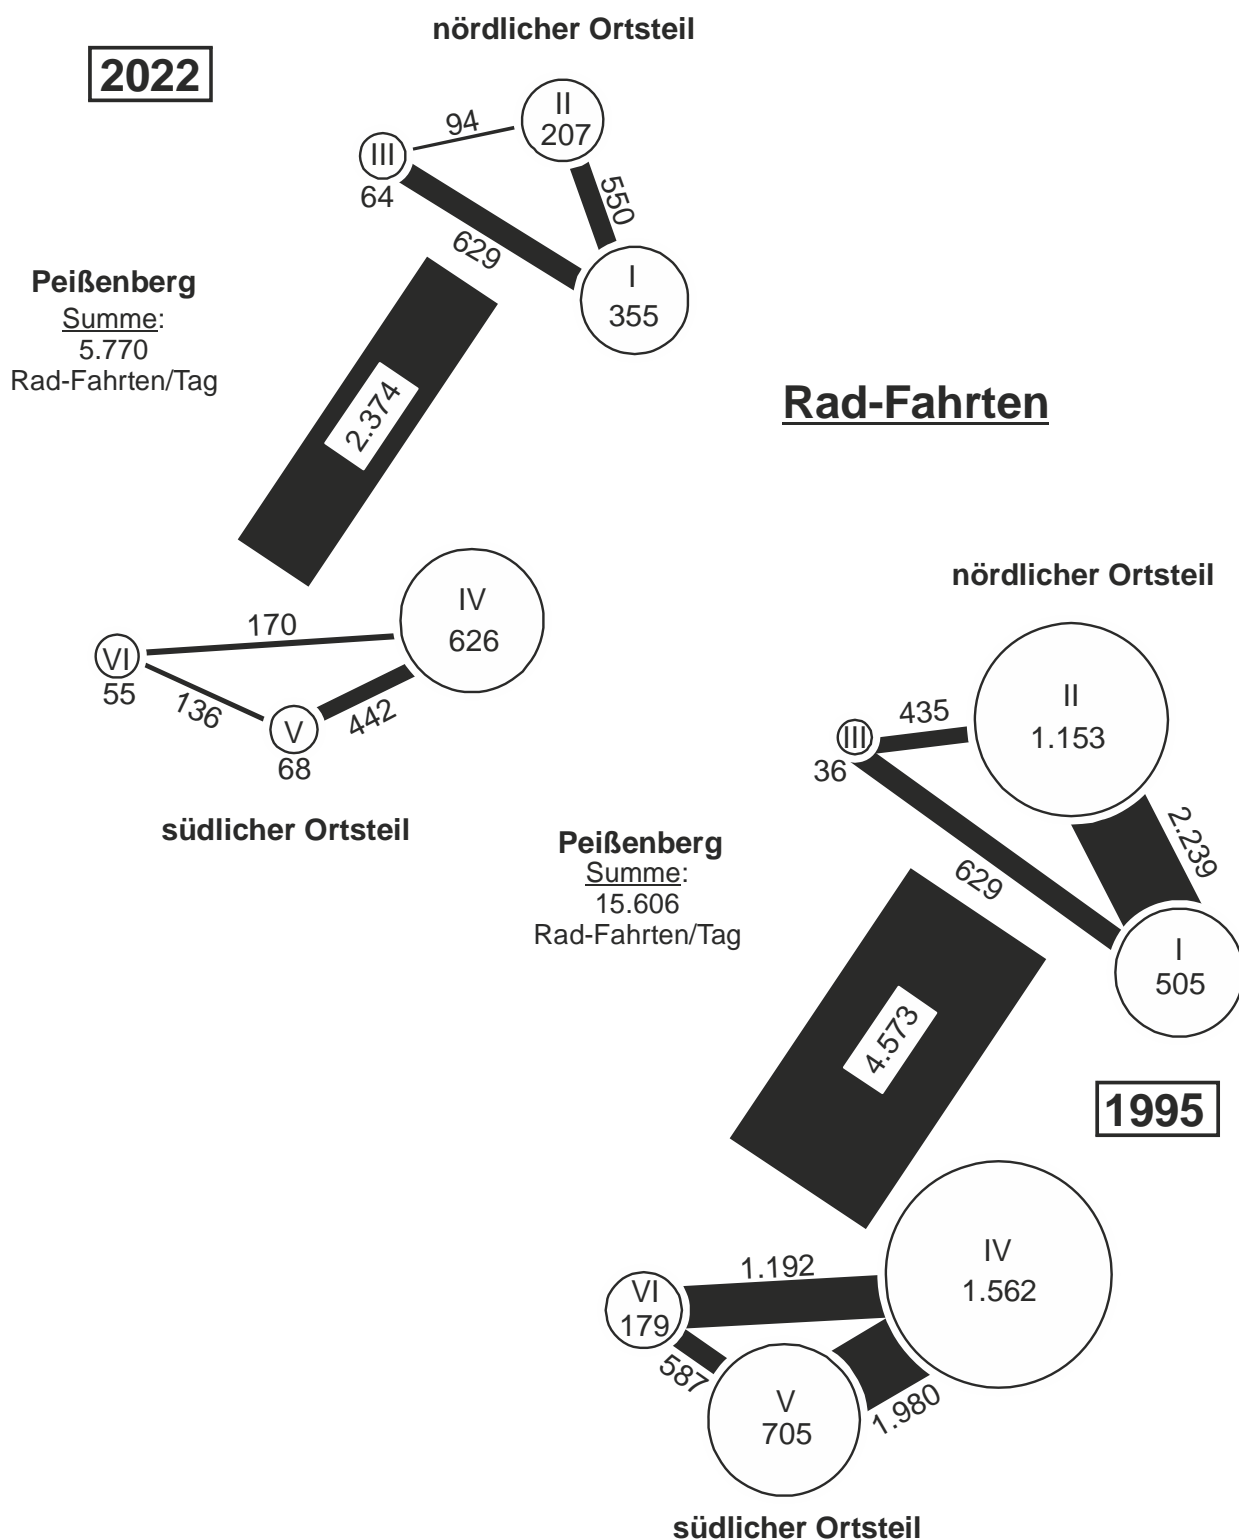 nördlicher Ortsteil
2022
II
207
94
III
64
550
629
I
355
Peißenberg
Summe:
5.770
Rad-Fahrten/Tag
2.374
Rad-Fahrten
IV
626
170
VI
55
136
442
V
68
südlicher Ortsteil
nördlicher Ortsteil
II
1.153
435
III
36
2.239
629
I
505
Peißenberg
Summe:
15.606
Rad-Fahrten/Tag
4.573
1995
IV
1.562
1.192
VI
179
587
V
705
1.980
südlicher Ortsteil